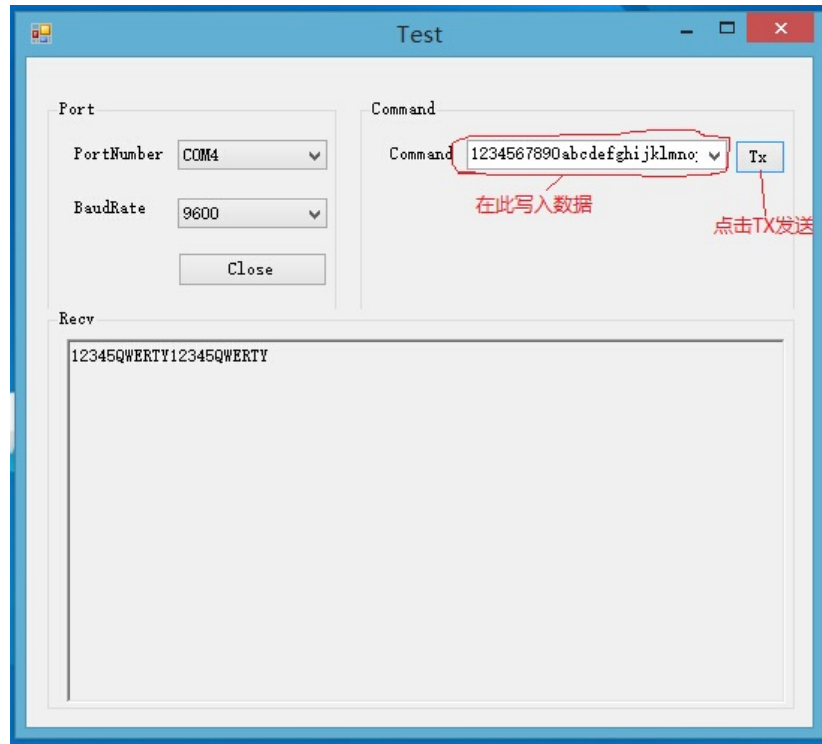 Test
Port
PortNumber COM4
BaudRate 9600
Close
Command
Command 1234567890abcdefghijklmno Tx
在此写入数据
点击TX发送
Recv
12345QWERTY12345QWERTY